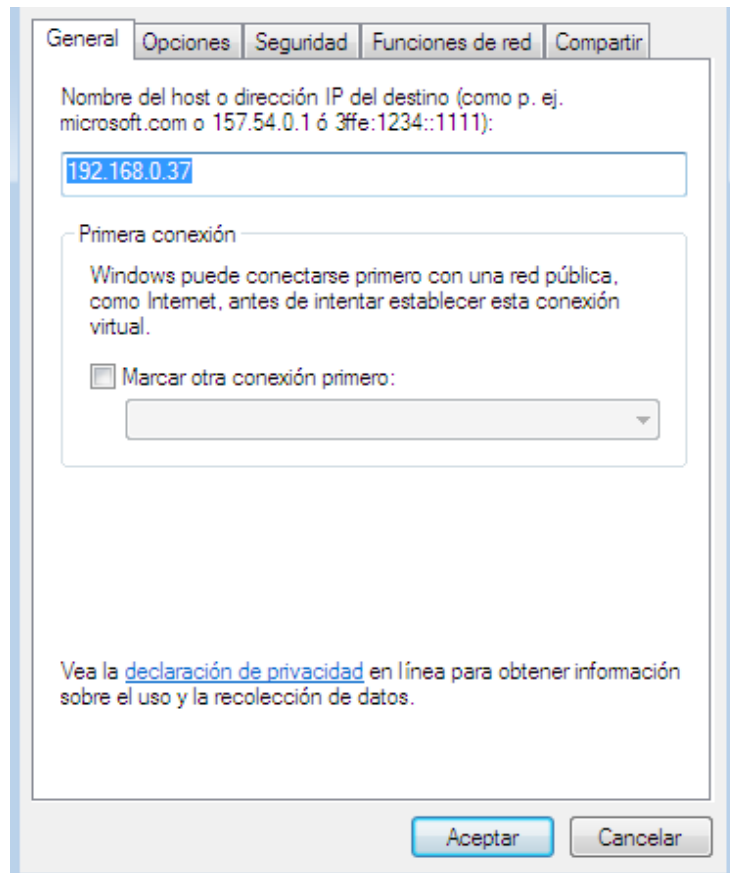 General Opciones Seguridad Funciones de red Compartir
Nombre del host o dirección IP del destino (como p. ej.
microsoft.com o 157.54.0.1 ó 3ffe:1234::1111):
192.168.0.37
Primera conexión
Windows puede conectarse primero con una red pública,
como Internet, antes de intentar establecer esta conexión
virtual.
Marcar otra conexión primero:
Vea la declaración de privacidad en línea para obtener información
sobre el uso y la recolección de datos.
Aceptar Cancelar